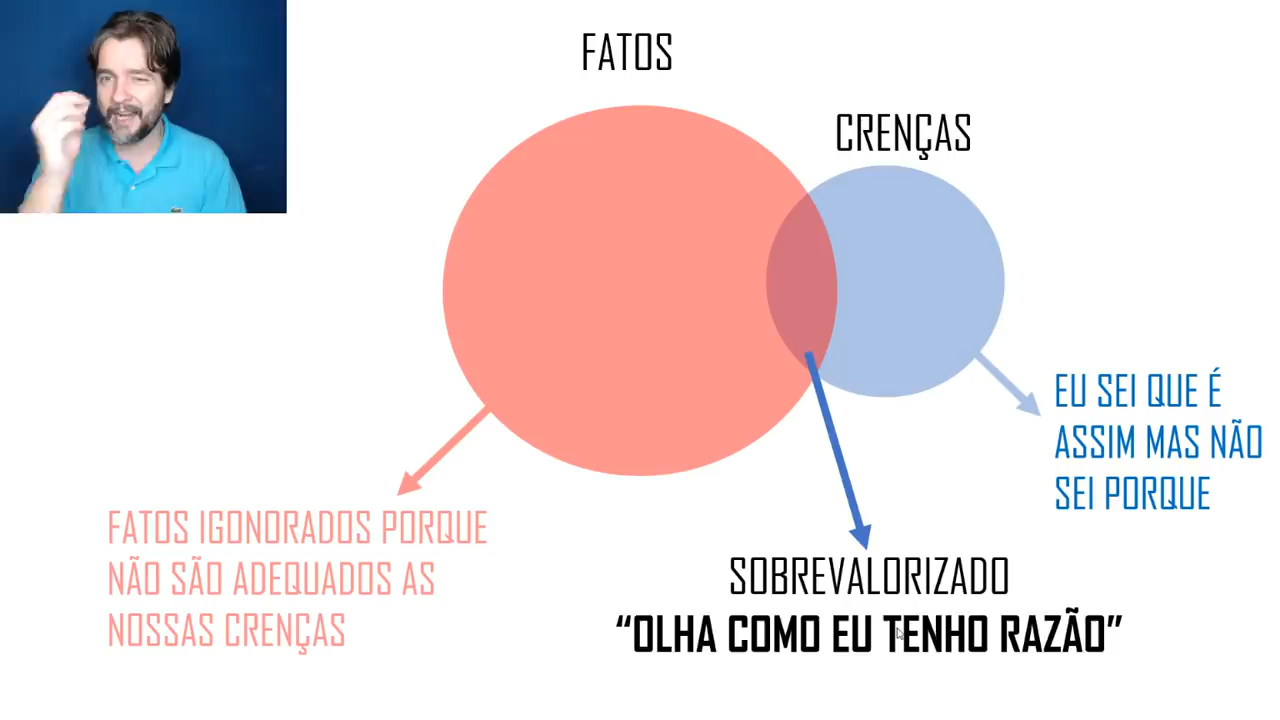 FATOS
CRENÇAS
EU SEI QUE É
ASSIM MAS NÃO
SEI PORQUE
FATOS IGONORADOS PORQUE
NÃO SÃO ADEQUADOS AS
NOSSAS CRENÇAS
SOBREVALORIZADO
“OLHA COMO EU TENHO RAZÃO”